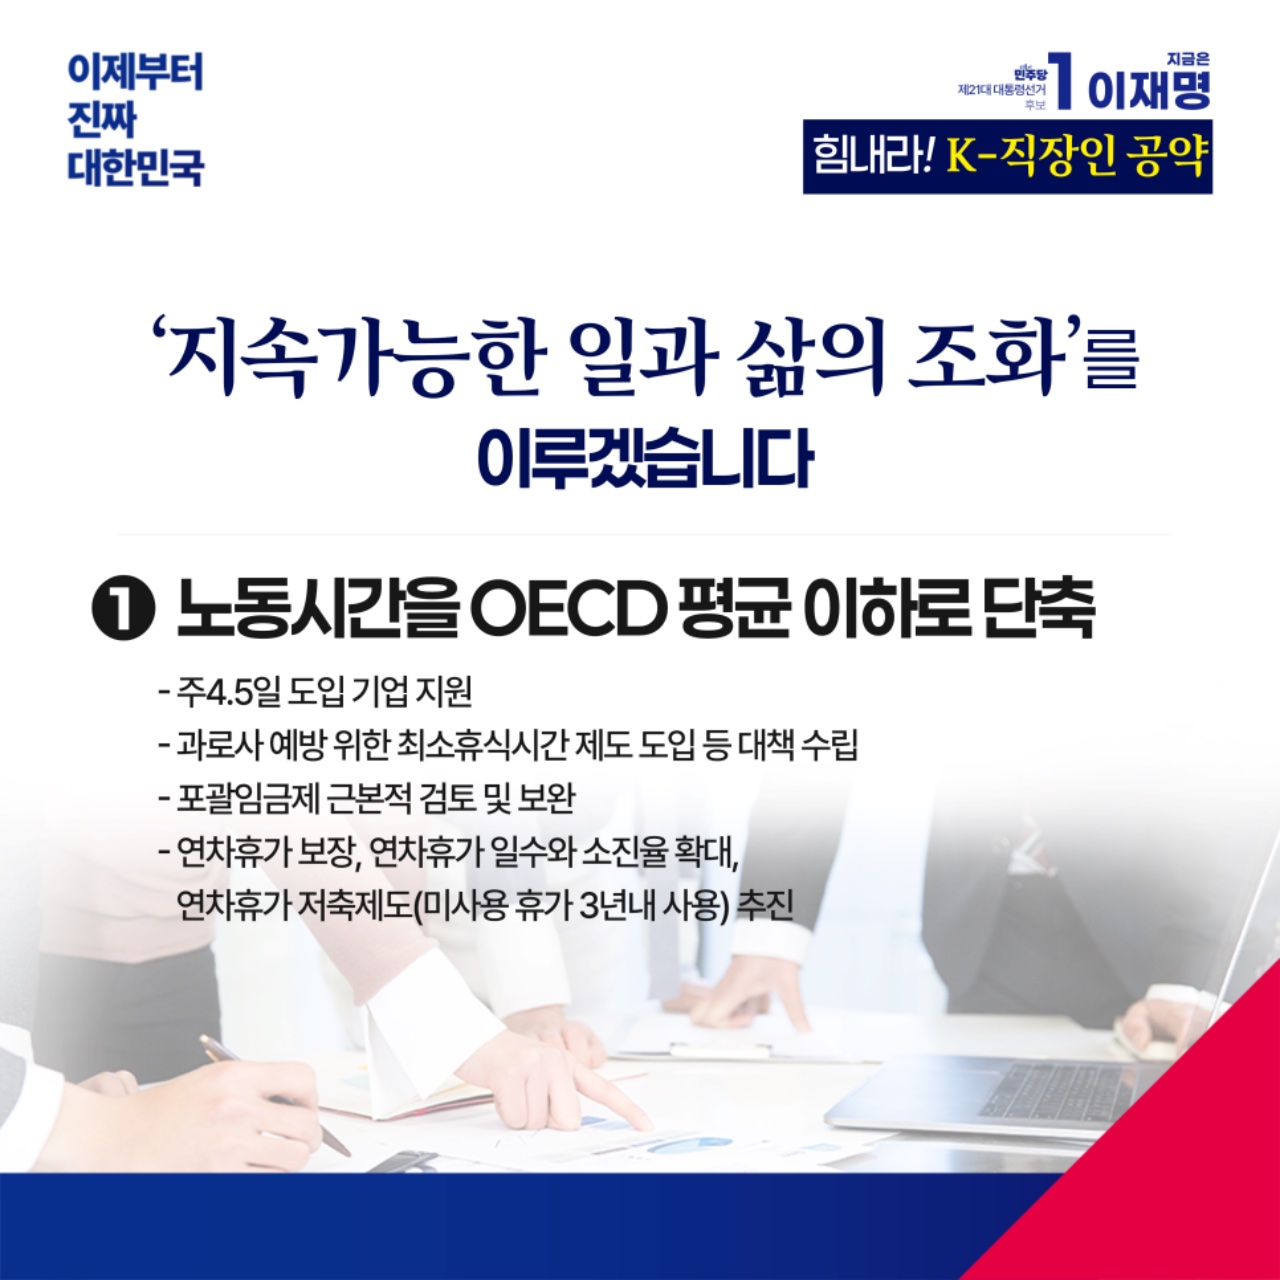 이제부터
진짜
대한민국
민주당
제21대 대통령선거
후보
1
지금은
이재명
힘내라! K-직장인 공약
‘지속가능한 일과 삶의 조화’를
이루겠습니다
1 노동시간을 OECD 평균 이하로 단축
- 주4.5일 도입 기업 지원
- 과로사 예방 위한 최소휴식시간 제도 도입 등 대책 수립
- 포괄임금제 근본적 검토 및 보완
- 연차휴가 보장, 연차휴가 일수와 소진율 확대,
연차휴가 저축제도(미사용 휴가 3년내 사용) 추진